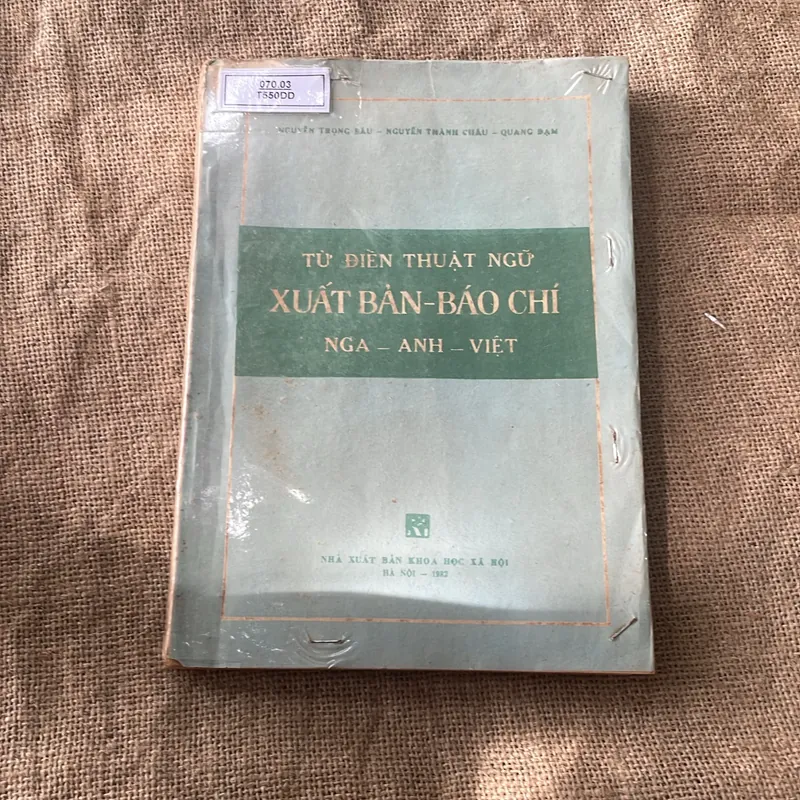 070.03
TS50DD
NGUYỄN TRỌNG BÁU – NGUYỄN THÀNH CHÂU – QUANG ĐẠM
TỪ ĐIỂN THUẬT NGỮ
XUẤT BẢN-BÁO CHÍ
NGA – ANH – VIỆT
NHÀ XUẤT BẢN KHOA HỌC XÃ HỘI
HÀ NỘI – 1982